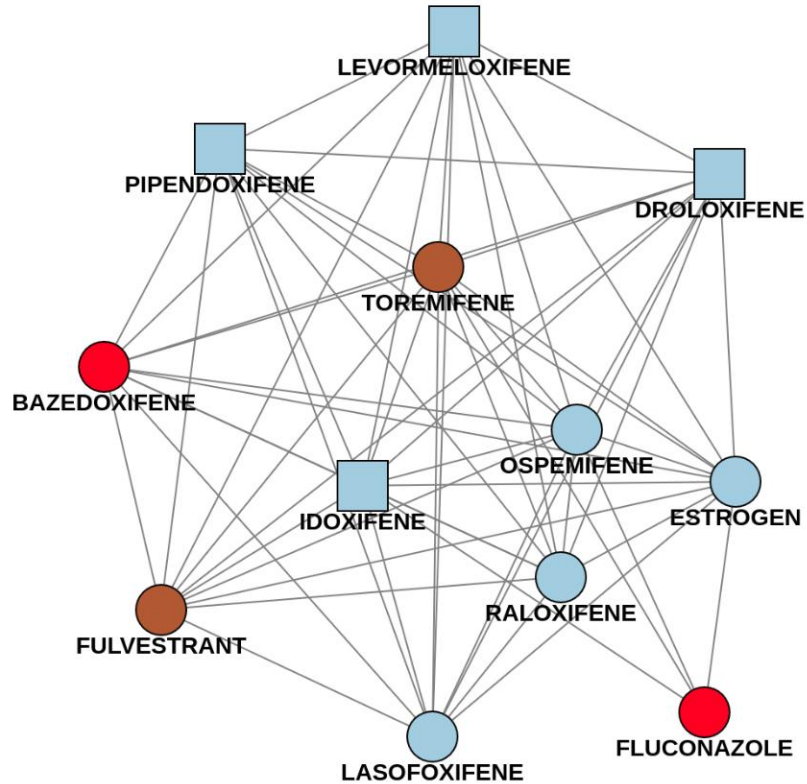 LEVORMELOXIFENE
PIPENDOXIFENE
DROLOXIFENE
TOREMIFENE
BAZEDOXIFENE
OSPEMIFENE
IDOXIFENE
ESTROGEN
RALOXIFENE
FULVESTRANT
FLUCONAZOLE
LASOFOXIFENE